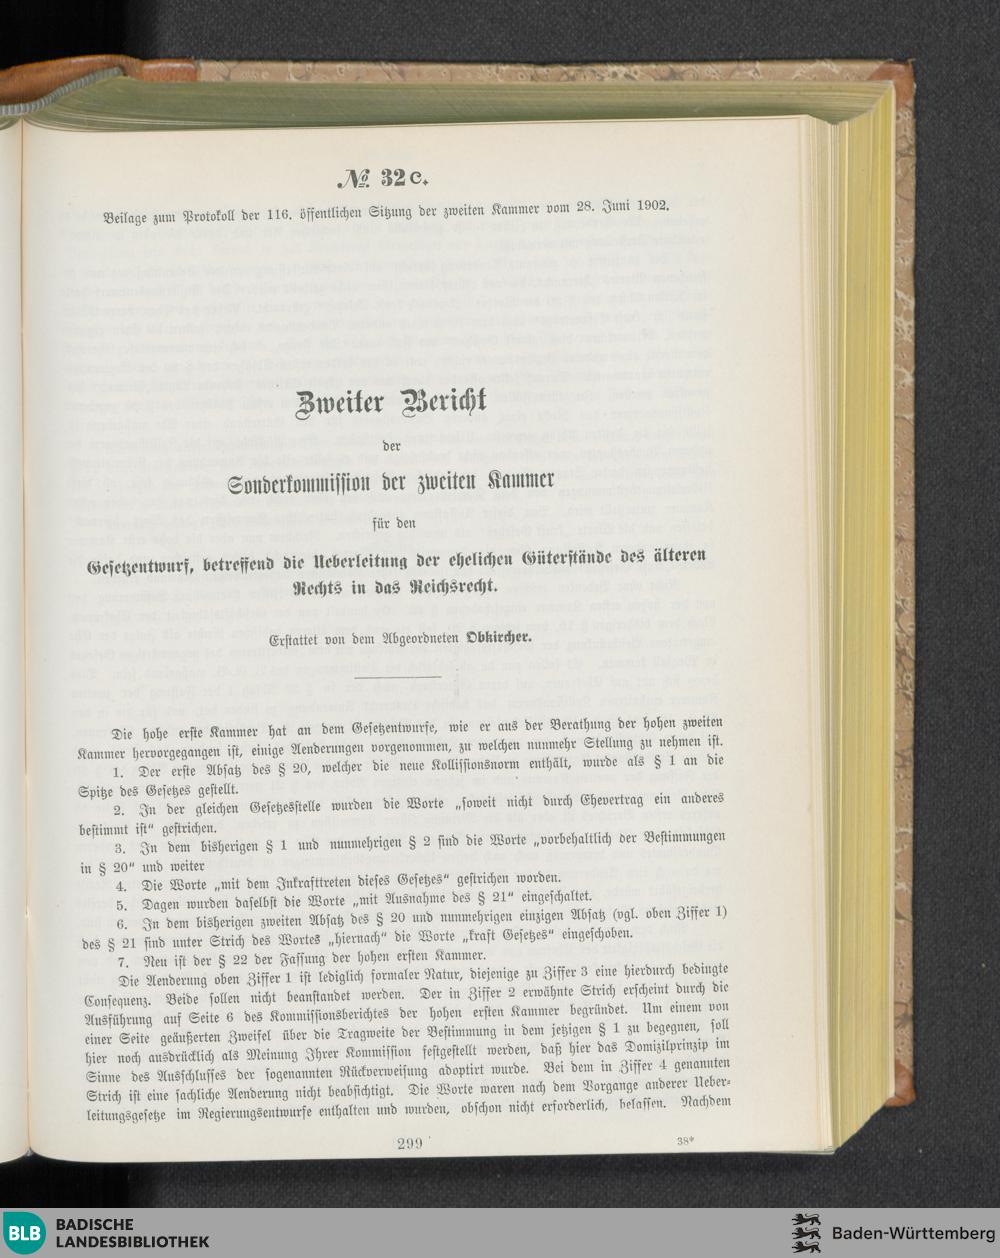 No. 32c.
Beilage zum Protokoll der 116. öffentlichen Sitzung der zweiten Kammer vom 28. Juni 1902.
Zweiter Bericht
der
Sonderkommission der zweiten Kammer
für den
Gesetzentwurf, betreffend die Ueberleitung der ehelichen Güterstände des älteren
Rechts in das Reichsrecht.
Erstattet von dem Abgeordneten Obkircher.
Die hohe erste Kammer hat an dem Gesetzentwurfe, wie er aus der Berathung der hohen zweiten
Kammer hervorgegangen ist, einige Aenderungen vorgenommen, zu welchen nunmehr Stellung zu nehmen ist.
1. Der erste Absatz des § 20, welcher die neue Kollissionsnorm enthält, wurde als § 1 an die
Spitze des Gesetzes gestellt.
2. In der gleichen Gesetzesstelle wurden die Worte „soweit nicht durch Ehevertrag ein anderes
bestimmt ist“ gestrichen.
3. In dem bisherigen § 1 und nunmehrigen § 2 sind die Worte „vorbehaltlich der Bestimmungen
in § 20“ und weiter
4. Die Worte „mit dem Inkrafttreten dieses Gesetzes“ gestrichen worden.
5. Dagen wurden daselbst die Worte „mit Ausnahme des § 21“ eingeschaltet.
6. In dem bisherigen zweiten Absatz des § 20 und nunmehrigen einzigen Absatz (vgl. oben Ziffer 1)
des § 21 sind unter Strich des Wortes „hiernach“ die Worte „kraft Gesetzes“ eingeschoben.
7. Neu ist der § 22 der Fassung der hohen ersten Kammer.
Die Aenderung oben Ziffer 1 ist lediglich formaler Natur, diejenige zu Ziffer 3 eine hierdurch bedingte
Consequenz. Beide sollen nicht beanstandet werden. Der in Ziffer 2 erwähnte Strich erscheint durch die
Ausführung auf Seite 6 des Kommissionsberichtes der hohen ersten Kammer begründet. Um einem von
einer Seite geäußerten Zweifel über die Tragweite der Bestimmung in dem jetzigen § 1 zu begegnen, soll
hier noch ausdrücklich als Meinung Ihrer Kommission festgestellt werden, daß hier das Domizilprinzip im
Sinne des Ausschlusses der sogenannten Rückverweisung adoptirt wurde. Bei dem in Ziffer 4 genannten
Strich ist eine sachliche Aenderung nicht beabsichtigt. Die Worte waren nach dem Vorgange anderer Ueber-
leitungsgesetze im Regierungsentwurfe enthalten und wurden, obschon nicht erforderlich, belassen. Nachdem
299
38*
BLB BADISCHE
LANDESBIBLIOTHEK
Baden-Württemberg